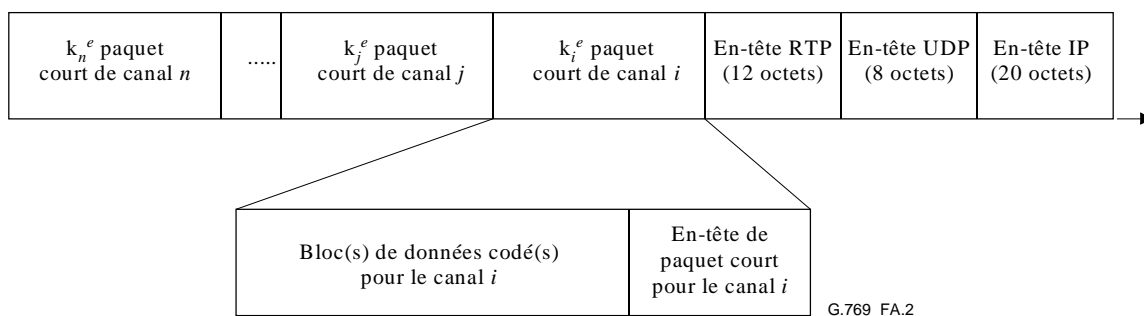 k_n^e paquet
court de canal n
.....
k_j^e paquet
court de canal j
k_i^e paquet
court de canal i
En-tête RTP
(12 octets)
En-tête UDP
(8 octets)
En-tête IP
(20 octets)
Bloc(s) de données codé(s)
pour le canal i
En-tête de
paquet court
pour le canal i
G.769_FA.2